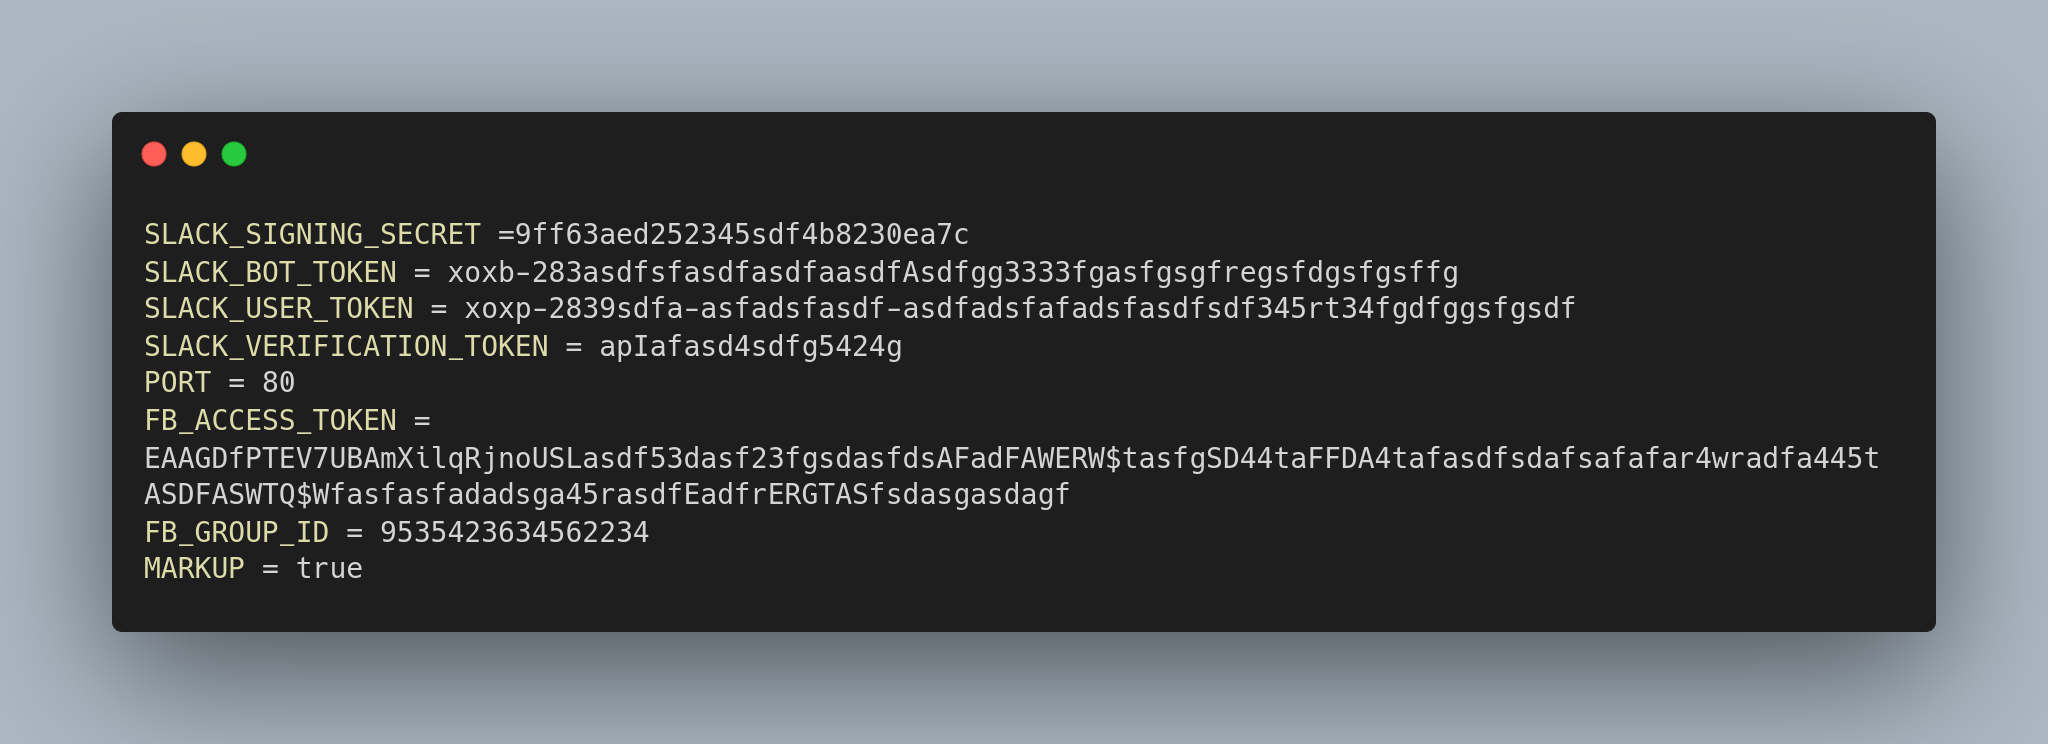 SLACK_SIGNING_SECRET =9ff63aed252345sdf4b8230ea7c
SLACK_BOT_TOKEN = xoxb-283asdfsfasdfasdfaasdfAsdfgg3333fgasfgsgfregsfdgsfgsffg
SLACK_USER_TOKEN = xoxp-2839sdfa-asfadsfasdf-asdfadsfafadsfasdfsdf345rt34fgdfggsfgsdf
SLACK_VERIFICATION_TOKEN = apIafasd4sdfg5424g
PORT = 80
FB_ACCESS_TOKEN =
EAAGDfPTEV7UBAmXilqRjnoUSLasdf53dasf23fgsdasfdsAFadFAWERW$tasfgSD44taFFDA4tafasdfsdafsafafar4wradfa445t
ASDFASWTQ$Wfasfasfadadsga45rasdfEadfrERGTASfsdasgasdagf
FB_GROUP_ID = 9535423634562234
MARKUP = true